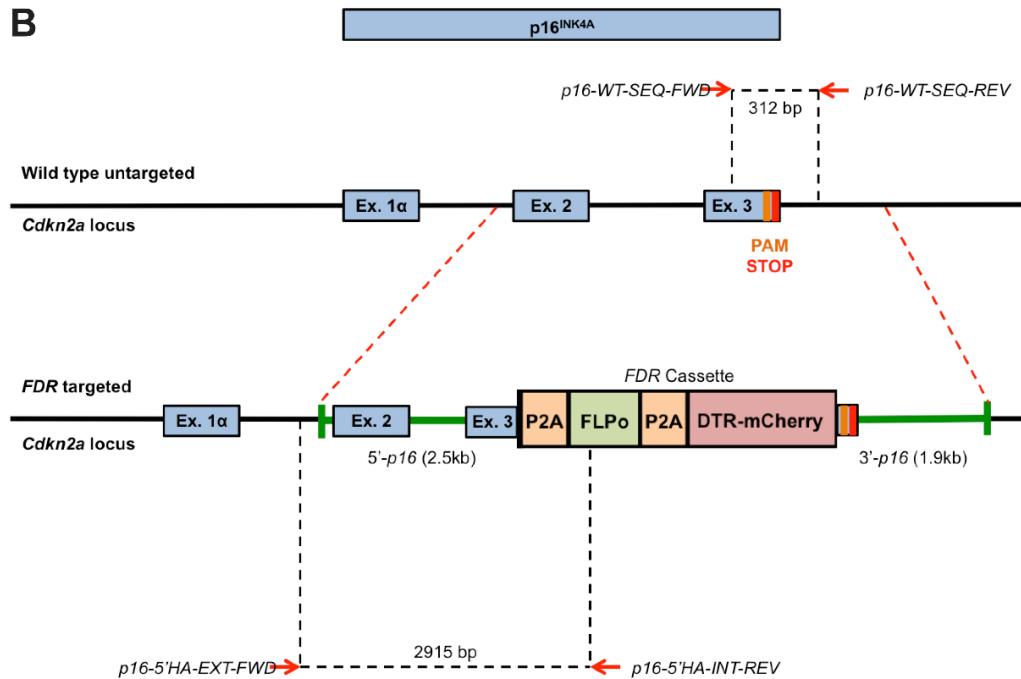 B
p16INK4A
p16-WT-SEQ-FWD
p16-WT-SEQ-REV
312 bp
Wild type untargeted
Cdkn2a locus
Ex. 1α
Ex. 2
Ex. 3
PAM
STOP
FDR Cassette
FDR targeted
Cdkn2a locus
Ex. 1α
Ex. 2
Ex. 3
P2A
FLPo
P2A
DTR-mCherry
5’-p16 (2.5kb)
3’-p16 (1.9kb)
2915 bp
p16-5’HA-EXT-FWD
p16-5’HA-INT-REV